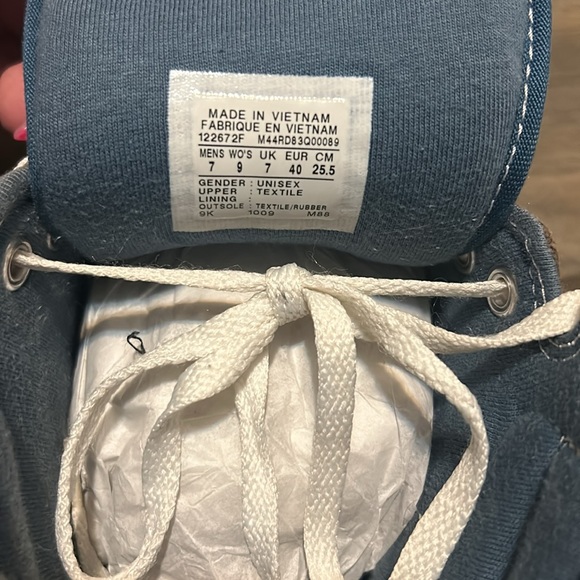 MADE IN VIETNAM
FABRIQUE EN VIETNAM
122672F M44RD83Q00089
MENS WO'S UK EUR CM
7 9 7 40 25.5
GENDER : UNISEX
UPPER : TEXTILE
LINING :
OUTSOLE : TEXTILE/RUBBER
9K 1009 M88